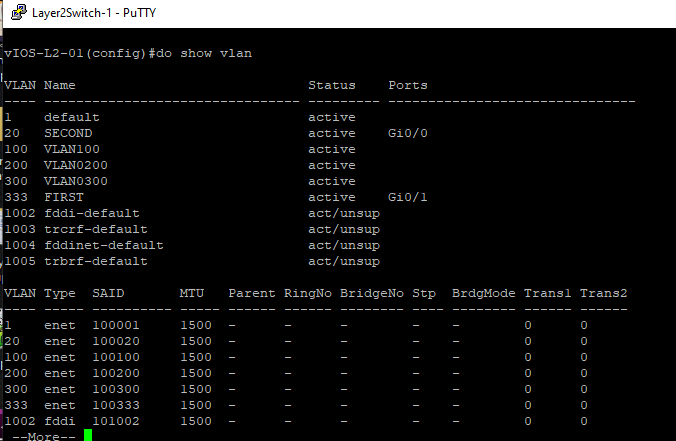 Layer2Switch-1 - PuTTY
vIOS-L2-01(config)#do show vlan
VLAN Name                             Status    Ports
---- -------------------------------- --------- -------------------------------
1    default                          active
20   SECOND                           active    Gi0/0
100  VLAN100                          active
200  VLAN0200                         active
300  VLAN0300                         active
333  FIRST                            active    Gi0/1
1002 fddi-default                     act/unsup
1003 trcrf-default                    act/unsup
1004 fddinet-default                  act/unsup
1005 trbrf-default                    act/unsup
VLAN Type  SAID       MTU   Parent RingNo BridgeNo Stp  BrdgMode Trans1 Trans2
---- ----- ---------- ----- ------ ------ -------- ---- -------- ------ ------
1    enet  100001     1500  -      -      -        -    -        0      0
20   enet  100020     1500  -      -      -        -    -        0      0
100  enet  100100     1500  -      -      -        -    -        0      0
200  enet  100200     1500  -      -      -        -    -        0      0
300  enet  100300     1500  -      -      -        -    -        0      0
333  enet  100333     1500  -      -      -        -    -        0      0
1002 fddi  101002     1500  -      -      -        -    -        0      0
--More--